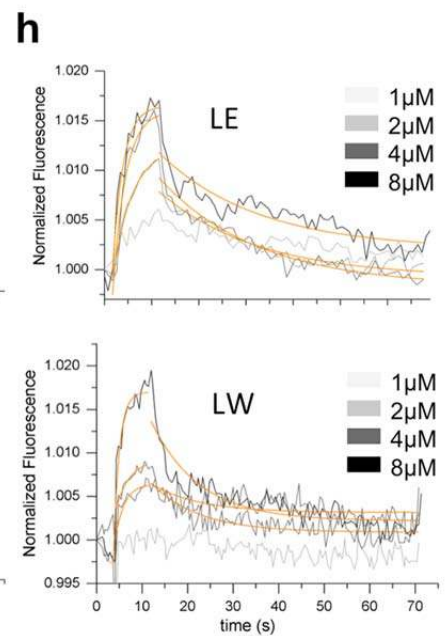 h
1.020
1.015
1.010
1.005
1.000
Normalized Fluorescence
LE
1µM
2µM
4µM
8µM
1.020
1.015
1.010
1.005
1.000
0.995
Normalized Fluorescence
LW
1µM
2µM
4µM
8µM
0 10 20 30 40 50 60 70
time (s)